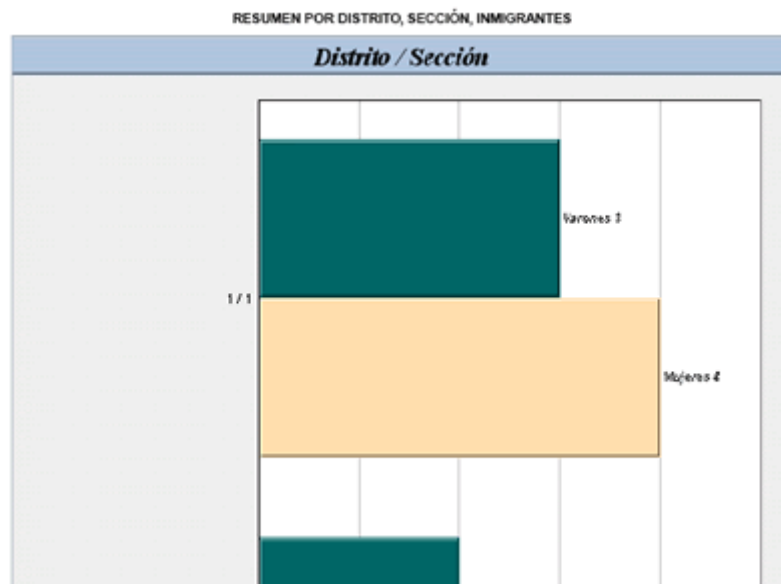 RESUMEN POR DISTRITO, SECCIÓN, INMIGRANTES
Distrito / Sección
Varones 3
1 / 1
Mujeres 4